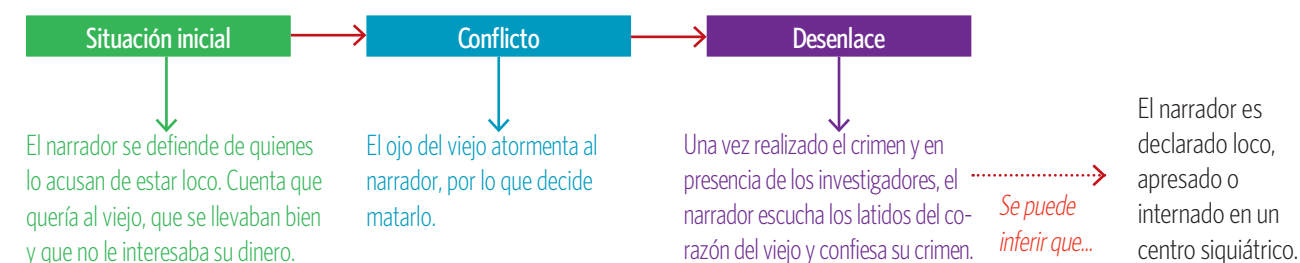 Situación inicial
Conflicto
Desenlace
El narrador se defiende de quienes
lo acusan de estar loco. Cuenta que
quería al viejo, que se llevaban bien
y que no le interesaba su dinero.
El ojo del viejo atormenta al
narrador, por lo que decide
matarlo.
Una vez realizado el crimen y en
presencia de los investigadores, el
narrador escucha los latidos del co-
razón del viejo y confiesa su crimen.
Se puede
inferir que...
El narrador es
declarado loco,
apresado o
internado en un
centro siquiátrico.